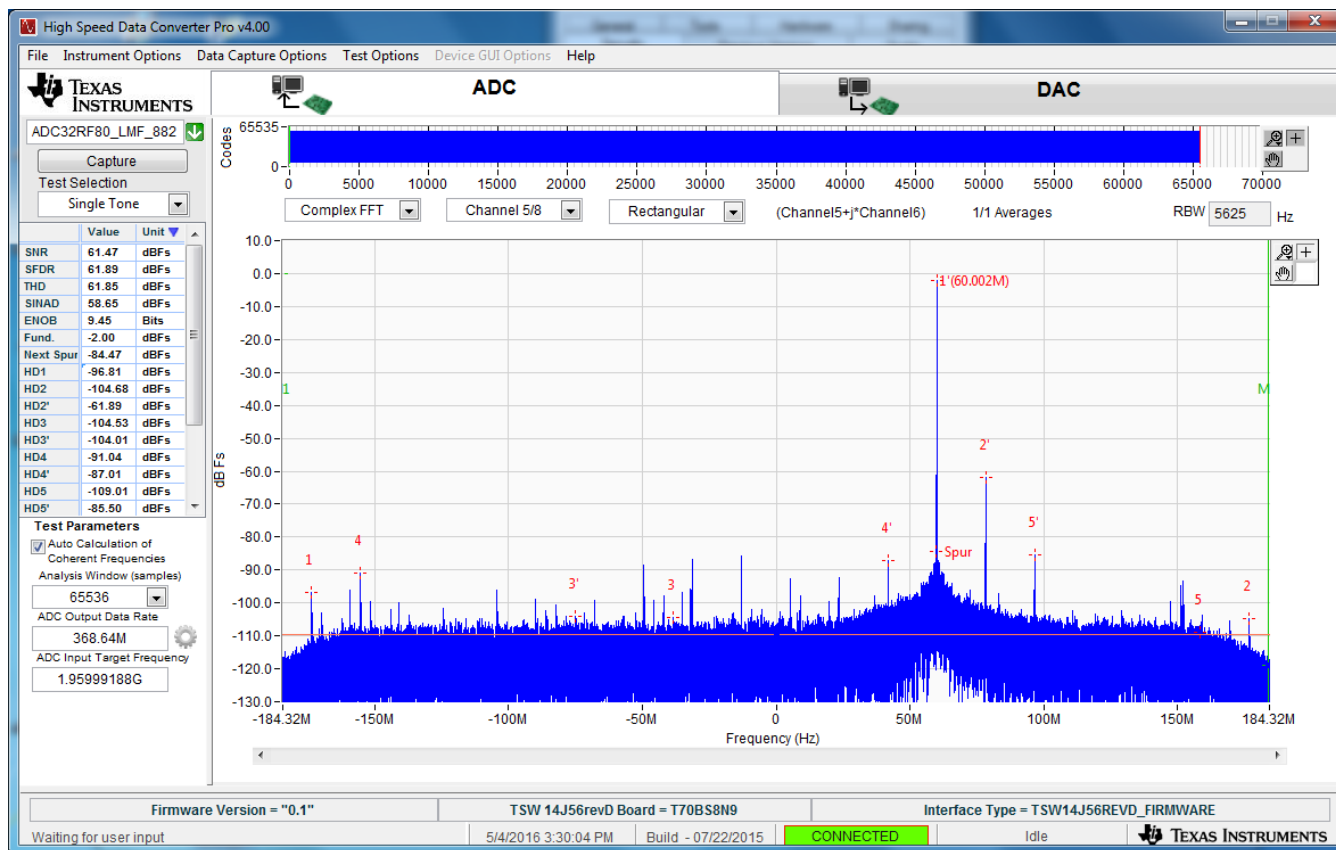 High Speed Data Converter Pro v4.00
File Instrument Options Data Capture Options Test Options Device GUI Options Help
TEXAS INSTRUMENTS
ADC
DAC
ADC32RF80_LMF_882
Capture
Test Selection
Single Tone
Codes
65535
0
0 5000 10000 15000 20000 25000 30000 35000 40000 45000 50000 55000 60000 65000 70000
Complex FFT Channel 5/8 Rectangular (Channel5+j*Channel6) 1/1 Averages RBW 5625 Hz
Value Unit
SNR 61.47 dBFs
SFDR 61.89 dBFs
THD 61.85 dBFs
SINAD 58.65 dBFs
ENOB 9.45 Bits
Fund. -2.00 dBFs
Next Spur -84.47 dBFs
HD1 -96.81 dBFs
HD2 -104.68 dBFs
HD2' -61.89 dBFs
HD3 -104.53 dBFs
HD3' -104.01 dBFs
HD4 -91.04 dBFs
HD4' -87.01 dBFs
HD5 -109.01 dBFs
HD5' -85.50 dBFs
Test Parameters
Auto Calculation of
Coherent Frequencies
Analysis Window (samples)
65536
ADC Output Data Rate
368.64M
ADC Input Target Frequency
1.95999188G
dBFs
10.0
0.0
-10.0
-20.0
-30.0
-40.0
-50.0
-60.0
-70.0
-80.0
-90.0
-100.0
-110.0
-120.0
-130.0
1'(60.002M)
1
M
2'
4'
5'
Spur
1
4
3'
3
5
2
-184.32M -150M -100M -50M 0 50M 100M 150M 184.32M
Frequency (Hz)
Firmware Version = "0.1" TSW 14J56revD Board = T70BS8N9 Interface Type = TSW14J56REVD_FIRMWARE
Waiting for user input 5/4/2016 3:30:04 PM Build - 07/22/2015 CONNECTED Idle TEXAS INSTRUMENTS